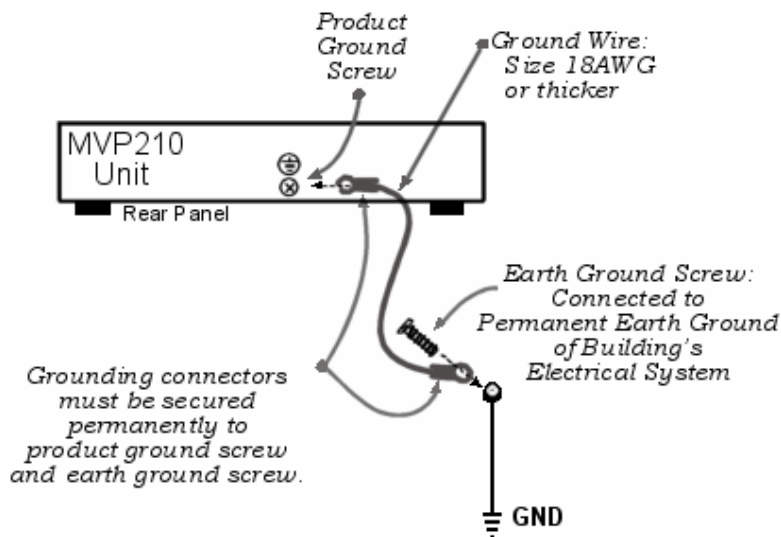 Product
Ground
Screw
Ground Wire:
Size 18AWG
or thicker
MVP210
Unit
Rear Panel
Earth Ground Screw:
Connected to
Permanent Earth Ground
of Building's
Electrical System
Grounding connectors
must be secured
permanently to
product ground screw
and earth ground screw.
GND